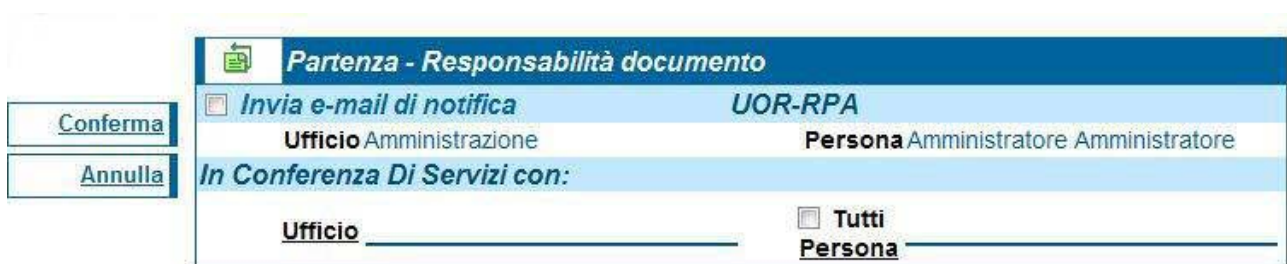 Partenza - Responsabilità documento
Invia e-mail di notifica UOR-RPA
Conferma
Ufficio Amministrazione Persona Amministratore Amministratore
Annulla
In Conferenza Di Servizi con:
Tutti
Ufficio Persona